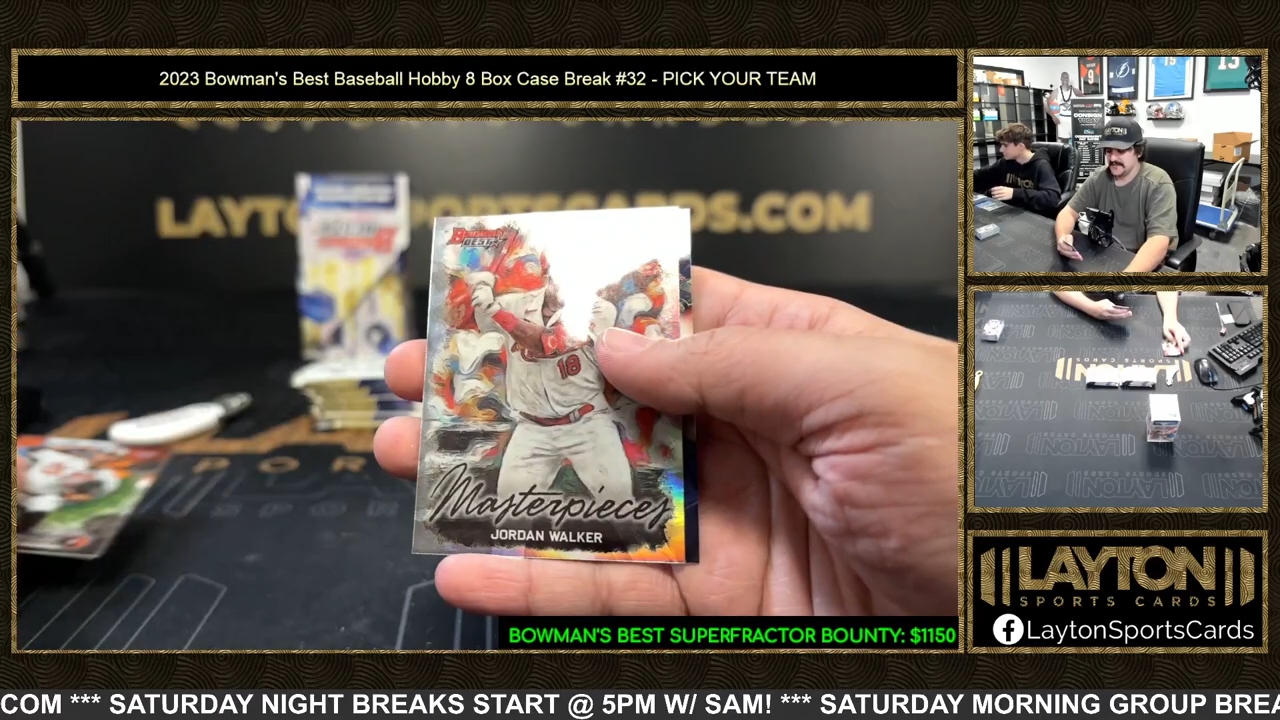 2023 Bowman's Best Baseball Hobby 8 Box Case Break #32 - PICK YOUR TEAM
LAYTONSPORTSCARDS.COM
BOWMAN'S BEST
18
Masterpieces
JORDAN WALKER
BOWMAN'S BEST SUPERFRACTOR BOUNTY: $1150
LAYTON
SPORTS CARDS
LaytonSportsCards
COM *** SATURDAY NIGHT BREAKS START @ 5PM W/ SAM! *** SATURDAY MORNING GROUP BREA